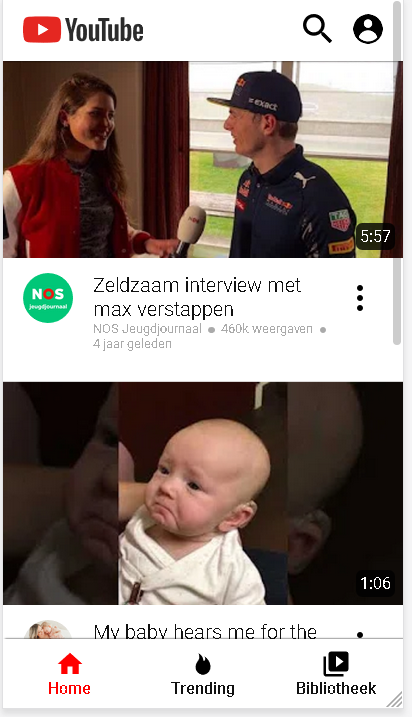 YouTube
exact
5:57
NOS
jeugdjournaal
Zeldzaam interview met
max verstappen
NOS Jeugdjournaal ● 460k weergaven ●
4 jaar geleden
1:06
My baby hears me for the
Home
Trending
Bibliotheek